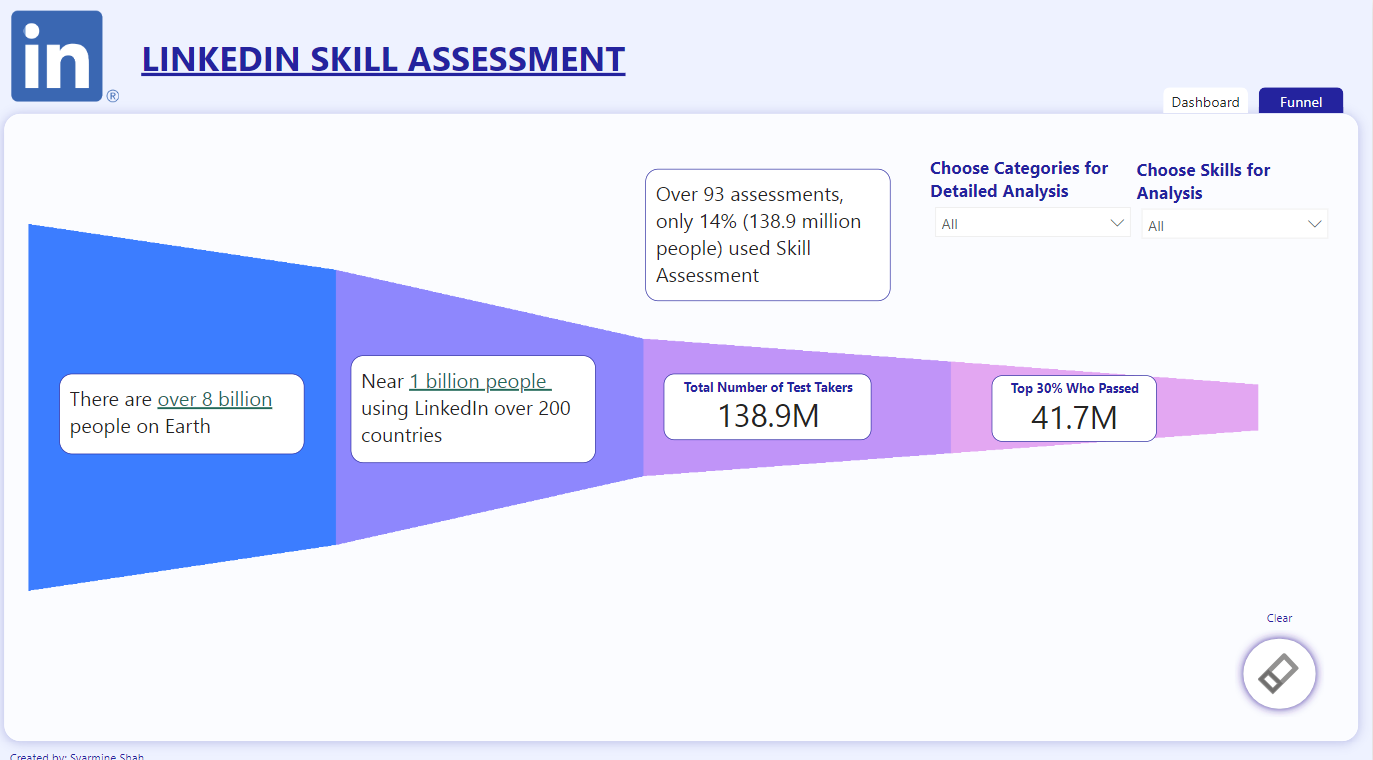 in
®
LINKEDIN SKILL ASSESSMENT
Dashboard
Funnel
Over 93 assessments,
only 14% (138.9 million
people) used Skill
Assessment
Choose Categories for
Detailed Analysis
All
Choose Skills for
Analysis
All
There are over 8 billion
people on Earth
Near 1 billion people
using LinkedIn over 200
countries
Total Number of Test Takers
138.9M
Top 30% Who Passed
41.7M
Clear
Created by: Syarmine Shah